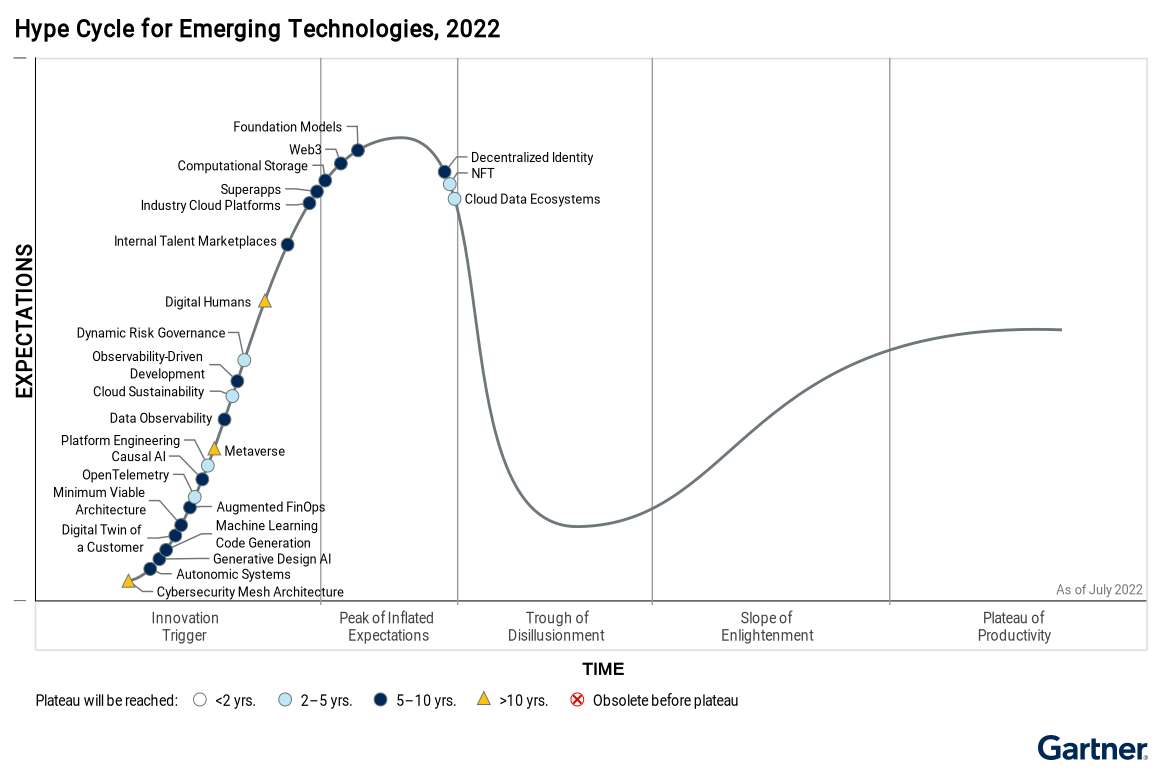 Hype Cycle for Emerging Technologies, 2022
EXPECTATIONS
Foundation Models
Web3
Computational Storage
Superapps
Industry Cloud Platforms
Internal Talent Marketplaces
Digital Humans
Dynamic Risk Governance
Observability-Driven
Development
Cloud Sustainability
Data Observability
Platform Engineering
Metaverse
Causal AI
OpenTelemetry
Minimum Viable
Architecture
Augmented FinOps
Digital Twin of
a Customer
Machine Learning
Code Generation
Generative Design AI
Autonomic Systems
Cybersecurity Mesh Architecture
Decentralized Identity
NFT
Cloud Data Ecosystems
As of July 2022
Innovation
Trigger
Peak of Inflated
Expectations
Trough of
Disillusionment
Slope of
Enlightenment
Plateau of
Productivity
TIME
Plateau will be reached: <2 yrs. 2–5 yrs. 5–10 yrs. >10 yrs. Obsolete before plateau
Gartner®